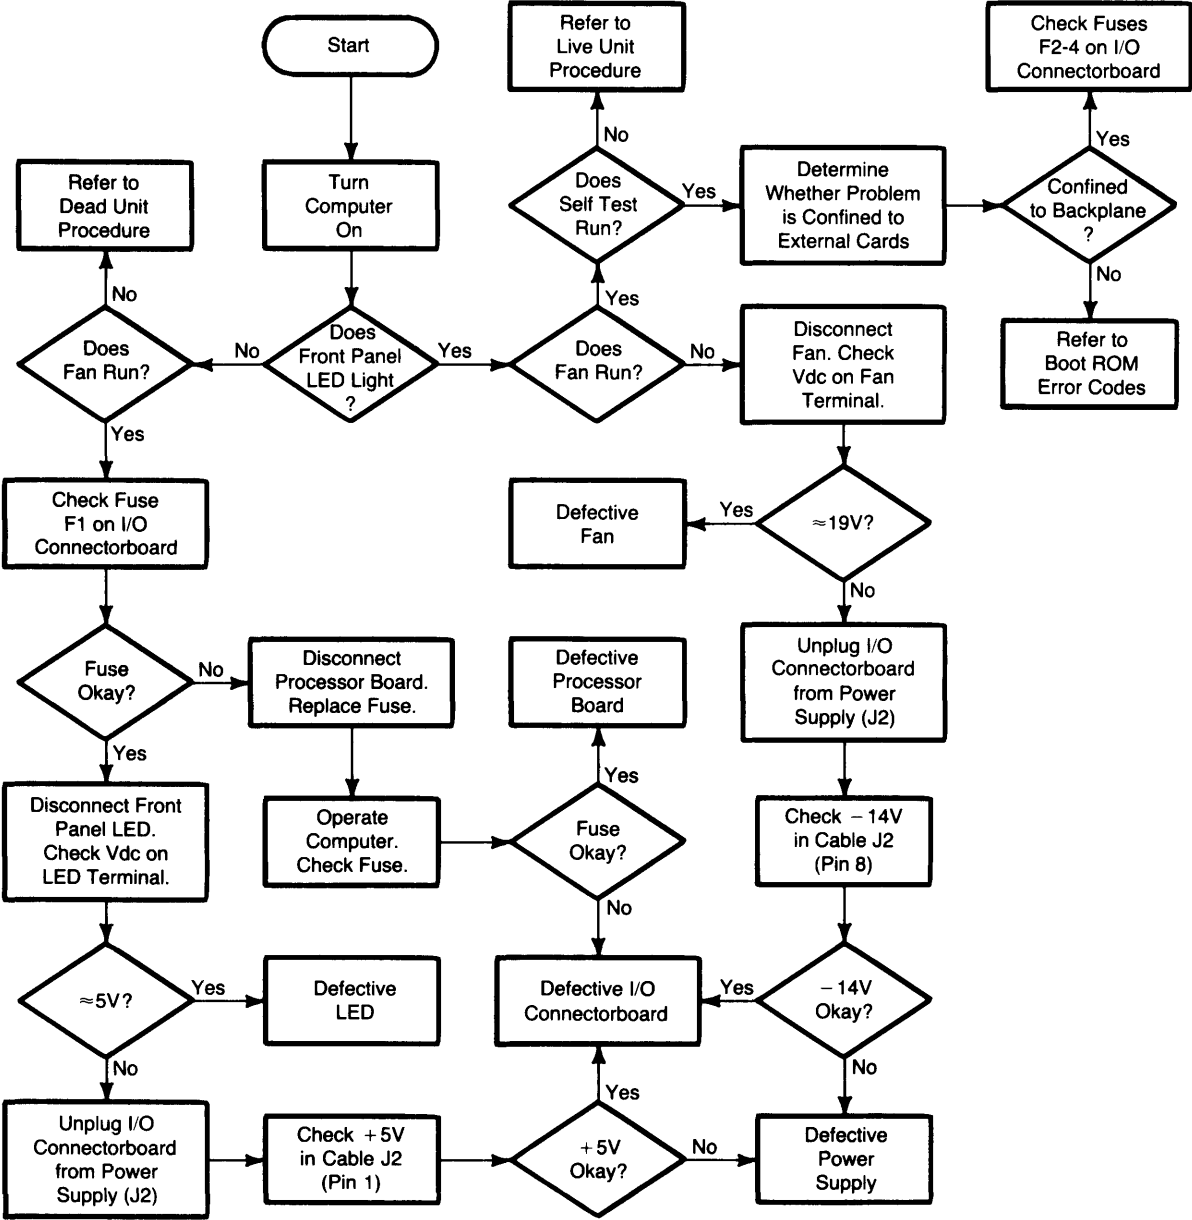 Start
Turn
Computer
On
Does
Front Panel
LED Light
?
No
Yes
Does
Fan Run?
No
Refer to
Dead Unit
Procedure
Yes
Check Fuse
F1 on I/O
Connectorboard
Fuse
Okay?
No
Disconnect
Processor Board.
Replace Fuse.
Operate
Computer.
Check Fuse.
Fuse
Okay?
Yes
Defective
Processor
Board
No
Defective I/O
Connectorboard
Yes
Disconnect Front
Panel LED.
Check Vdc on
LED Terminal.
≈5V?
Yes
Defective
LED
No
Unplug I/O
Connectorboard
from Power
Supply (J2)
Check +5V
in Cable J2
(Pin 1)
+5V
Okay?
Yes
No
Defective
Power
Supply
Does
Fan Run?
Yes
Does
Self Test
Run?
No
Refer to
Live Unit
Procedure
Yes
Determine
Whether Problem
is Confined to
External Cards
Confined
to Backplane
?
Yes
Check Fuses
F2-4 on I/O
Connectorboard
No
Refer to
Boot ROM
Error Codes
No
Disconnect
Fan. Check
Vdc on Fan
Terminal.
≈19V?
Yes
Defective
Fan
No
Unplug I/O
Connectorboard
from Power
Supply (J2)
Check −14V
in Cable J2
(Pin 8)
−14V
Okay?
Yes
No